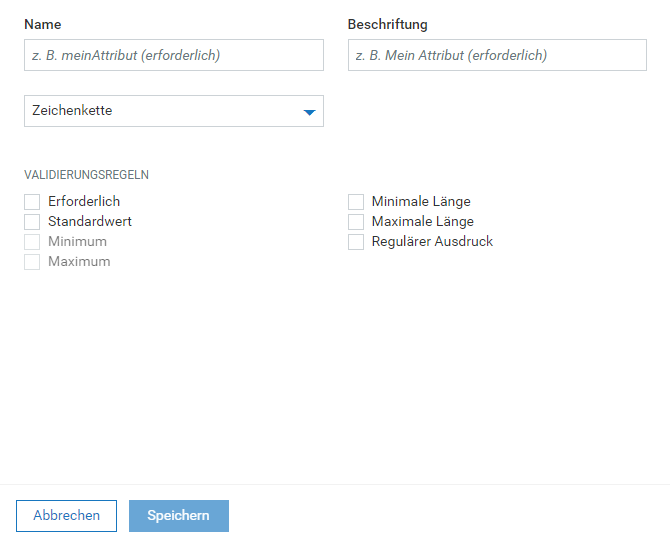 Name
Beschriftung
z. B. meinAttribut (erforderlich)
z. B. Mein Attribut (erforderlich)
Zeichenkette
VALIDIERUNGSREGELN
Erforderlich
Standardwert
Minimum
Maximum
Minimale Länge
Maximale Länge
Regulärer Ausdruck
Abbrechen
Speichern